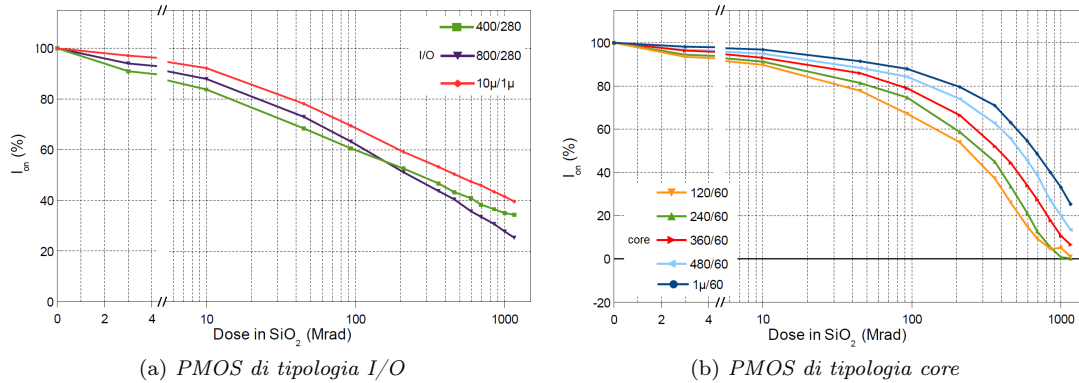 //
400/280
I/O 800/280
10µ/1µ
I_on (%)
100
80
60
40
20
0
0 2 4 // 10 100 1000
Dose in SiO₂ (Mrad)
(a) PMOS di tipologia I/O
//
I_on (%)
100
80
60
40
20
0
-20
120/60
240/60
core 360/60
480/60
1µ/60
0 2 4 // 10 100 1000
Dose in SiO₂ (Mrad)
(b) PMOS di tipologia core